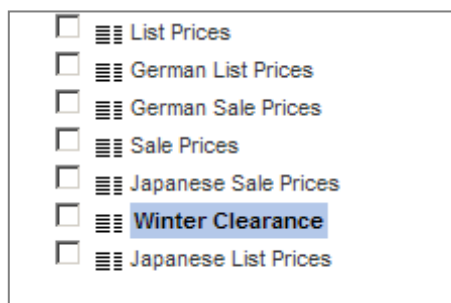 List Prices
German List Prices
German Sale Prices
Sale Prices
Japanese Sale Prices
Winter Clearance
Japanese List Prices